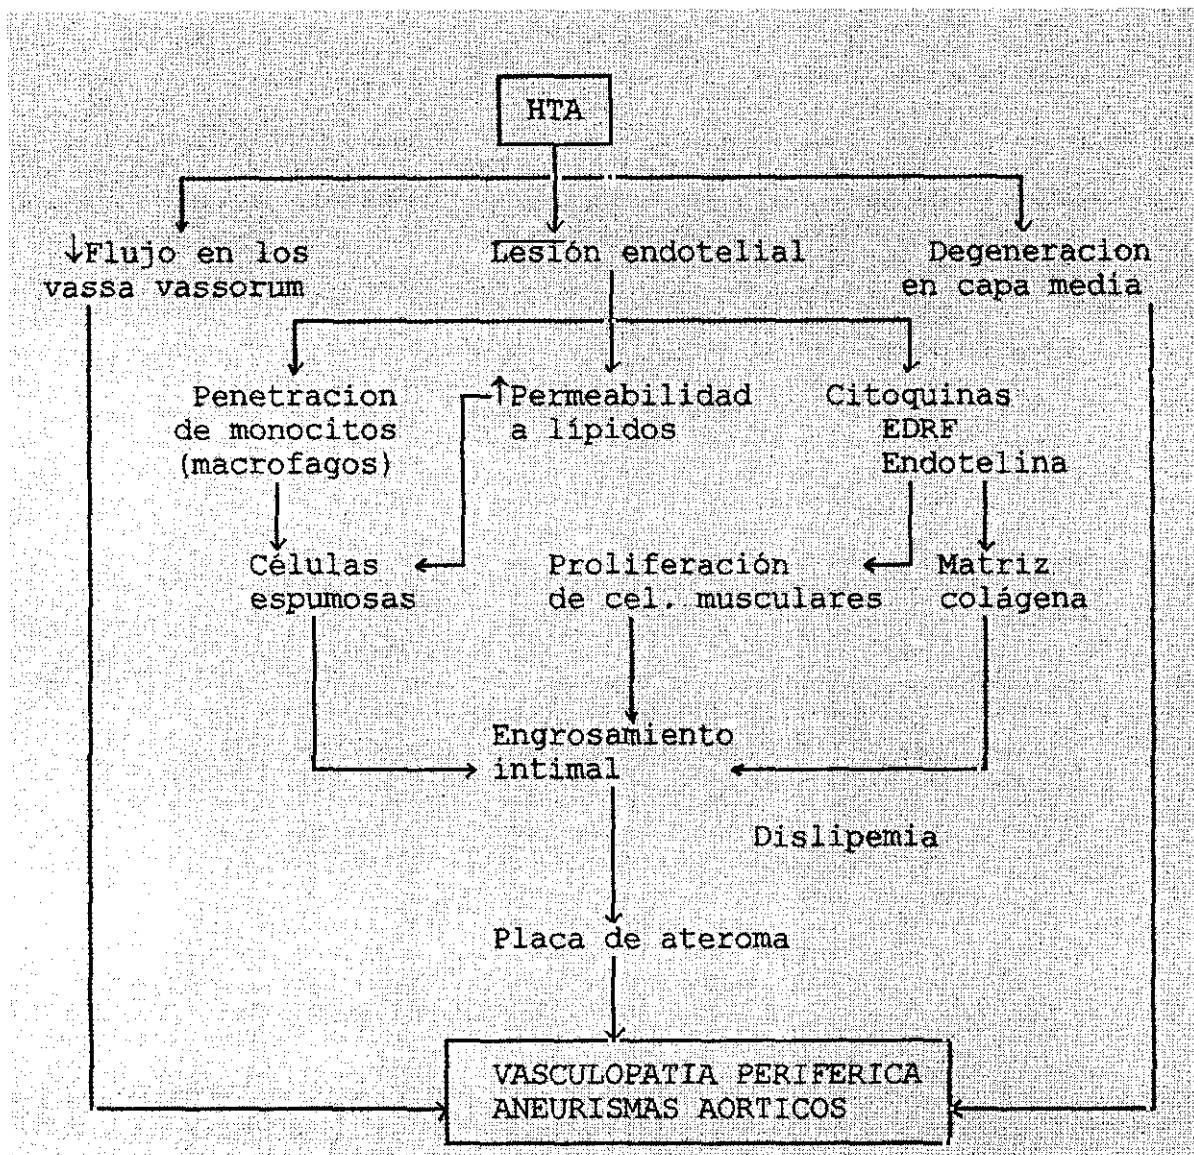 HTA
↓Flujo en los
vassa vassorum
Lesión endotelial
Degeneracion
en capa media
Penetracion
de monocitos
(macrofagos)
↑Permeabilidad
a lípidos
Citoquinas
EDRF
Endotelina
Células
espumosas
Proliferación
de cel. musculares
Matriz
colágena
Engrosamiento
intimal
Dislipemia
Placa de ateroma
VASCULOPATIA PERIFERICA
ANEURISMAS AORTICOS